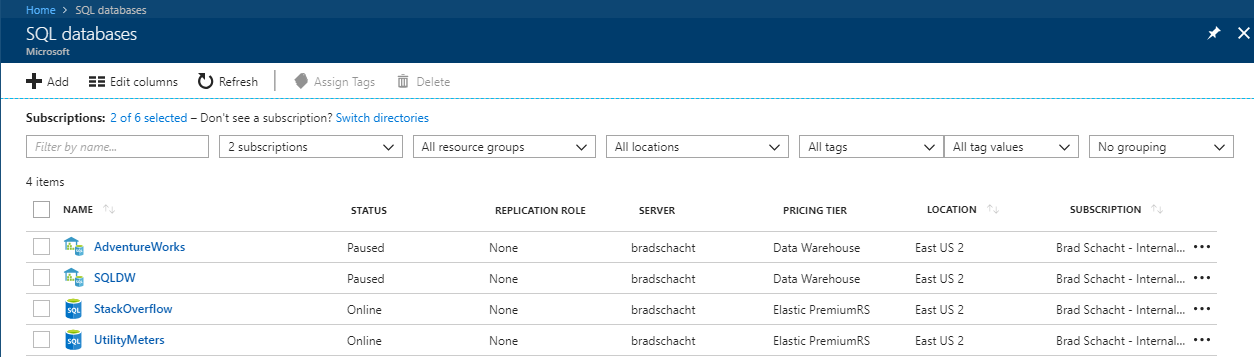 Home > SQL databases
SQL databases
Microsoft
Add Edit columns Refresh Assign Tags Delete
Subscriptions: 2 of 6 selected – Don't see a subscription? Switch directories
Filter by name... 2 subscriptions All resource groups All locations All tags All tag values No grouping
4 items
NAME STATUS REPLICATION ROLE SERVER PRICING TIER LOCATION SUBSCRIPTION
AdventureWorks Paused None bradschacht Data Warehouse East US 2 Brad Schacht - Internal...
SQLDW Paused None bradschacht Data Warehouse East US 2 Brad Schacht - Internal...
SQL StackOverflow Online None bradschacht Elastic PremiumRS East US 2 Brad Schacht - Internal...
SQL UtilityMeters Online None bradschacht Elastic PremiumRS East US 2 Brad Schacht - Internal...